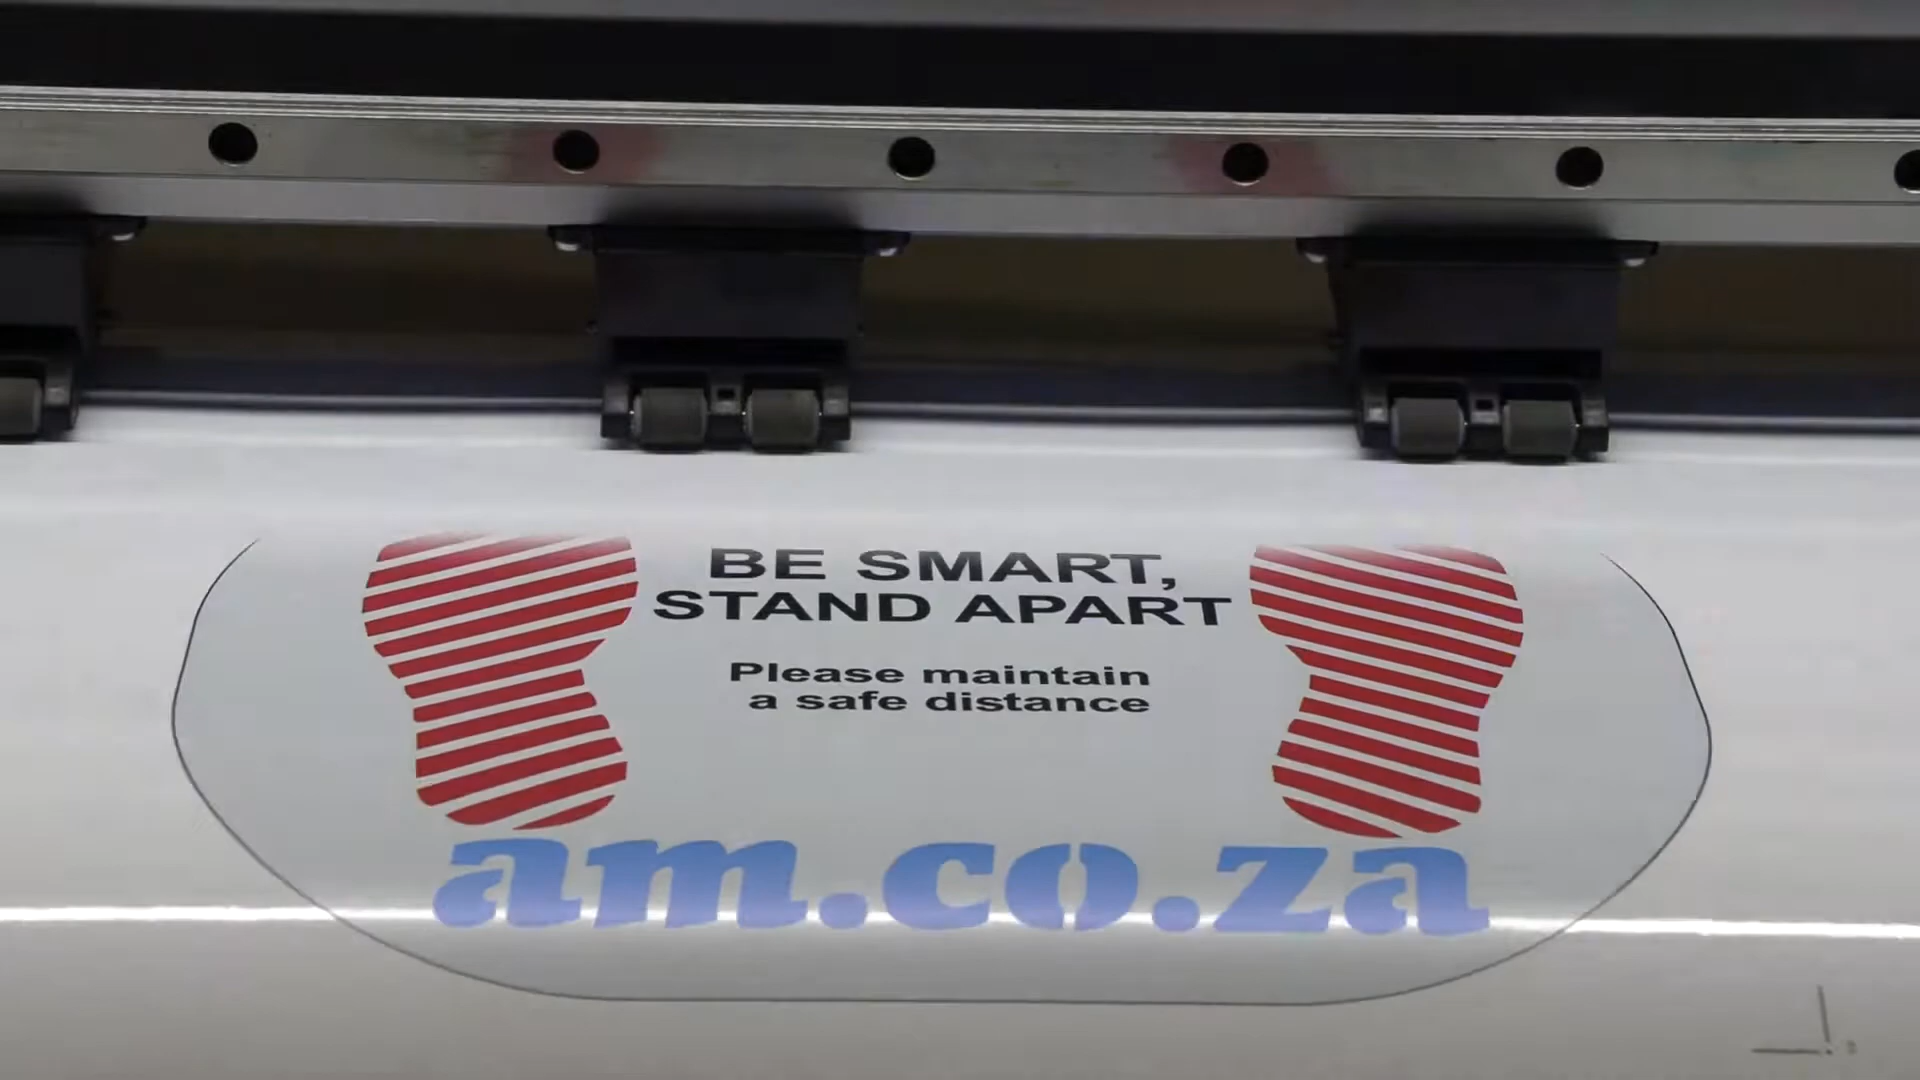 BE SMART,
STAND APART
Please maintain
a safe distance
am.co.za